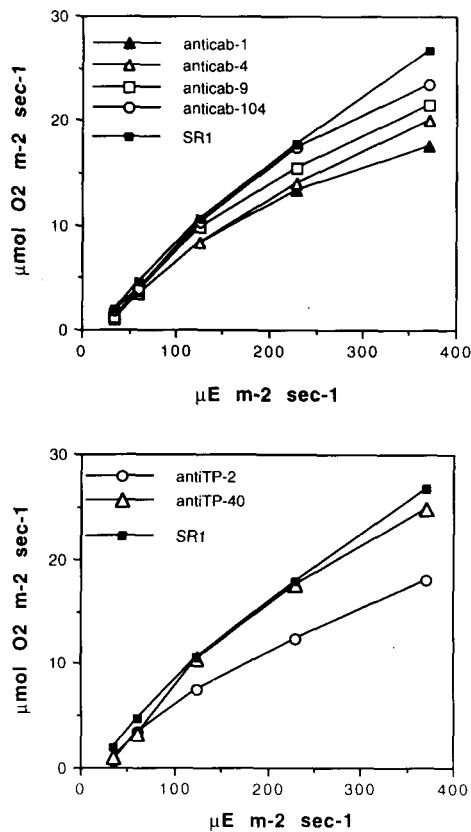 30
20
10
0
μmol O2 m-2 sec-1
anticab-1
anticab-4
anticab-9
anticab-104
SR1
0 100 200 300 400
μE m-2 sec-1
30
20
10
0
μmol O2 m-2 sec-1
antiTP-2
antiTP-40
SR1
0 100 200 300 400
μE m-2 sec-1